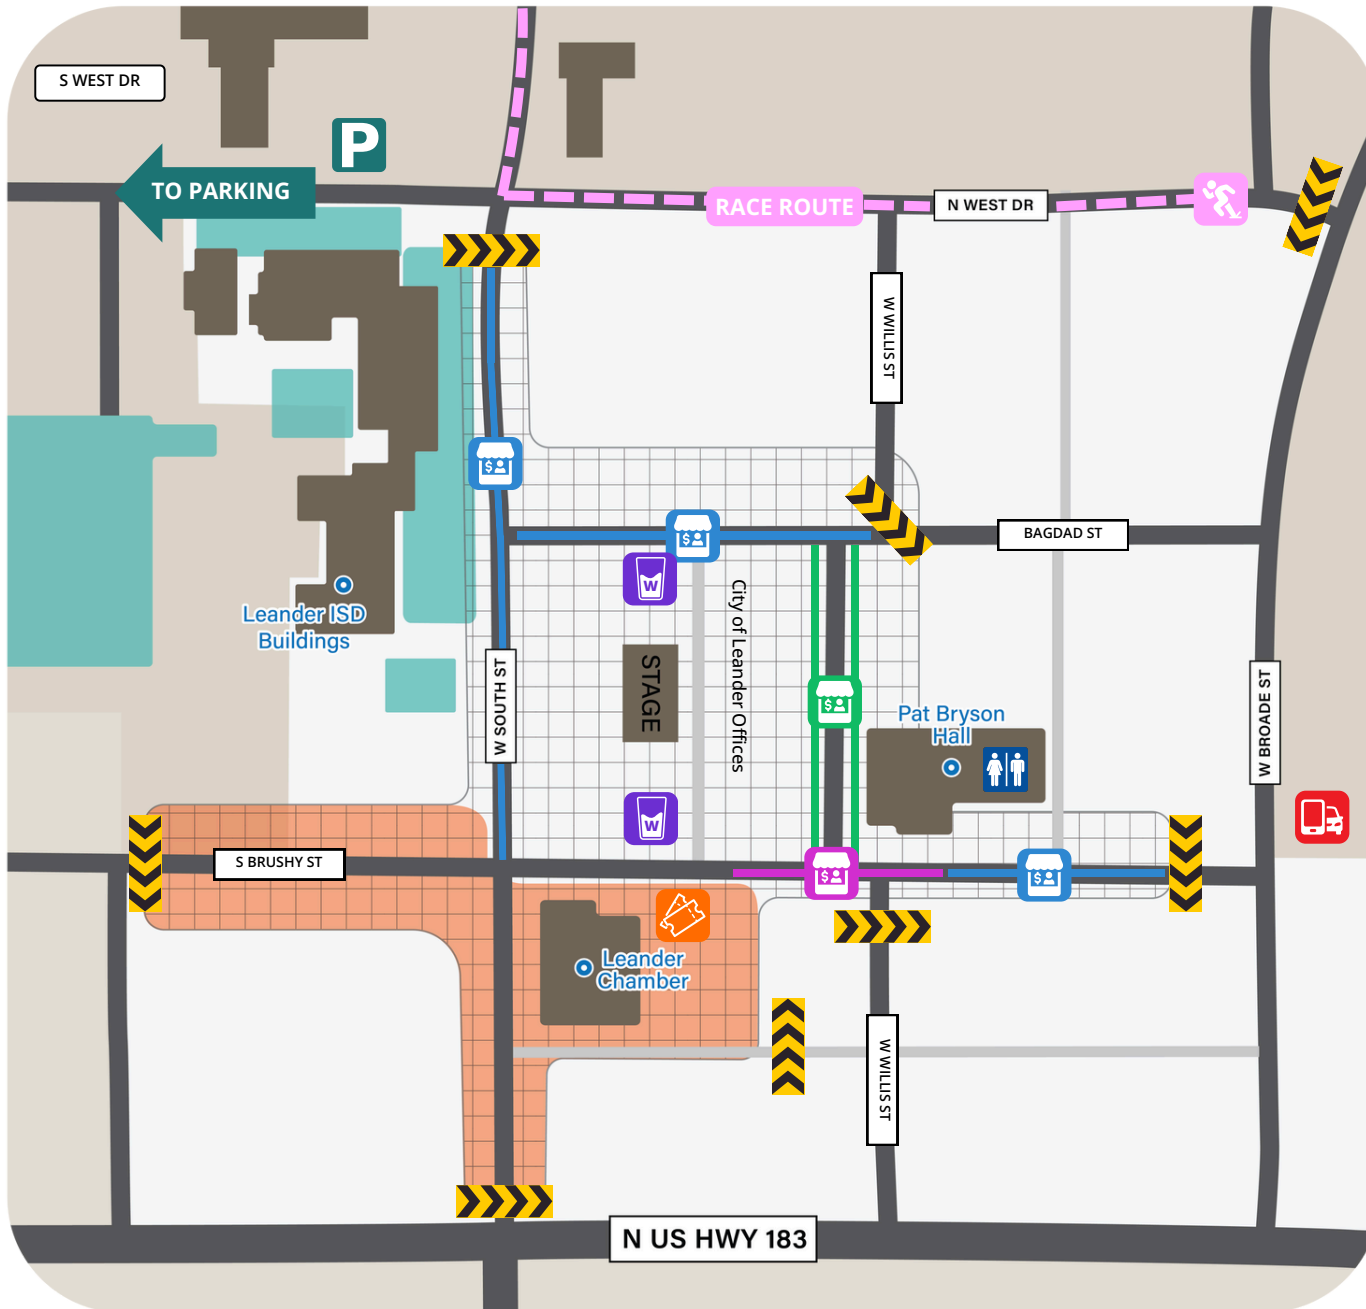 S WEST DR
P
TO PARKING
RACE ROUTE
N WEST DR
W WILLIS ST
$
$
BAGDAD ST
W
Leander ISD
Buildings
City of Leander Offices
STAGE
W SOUTH ST
$
Pat Bryson
Hall
W BROADE ST
W
S BRUSHY ST
$
$
Leander
Chamber
W WILLIS ST
N US HWY 183